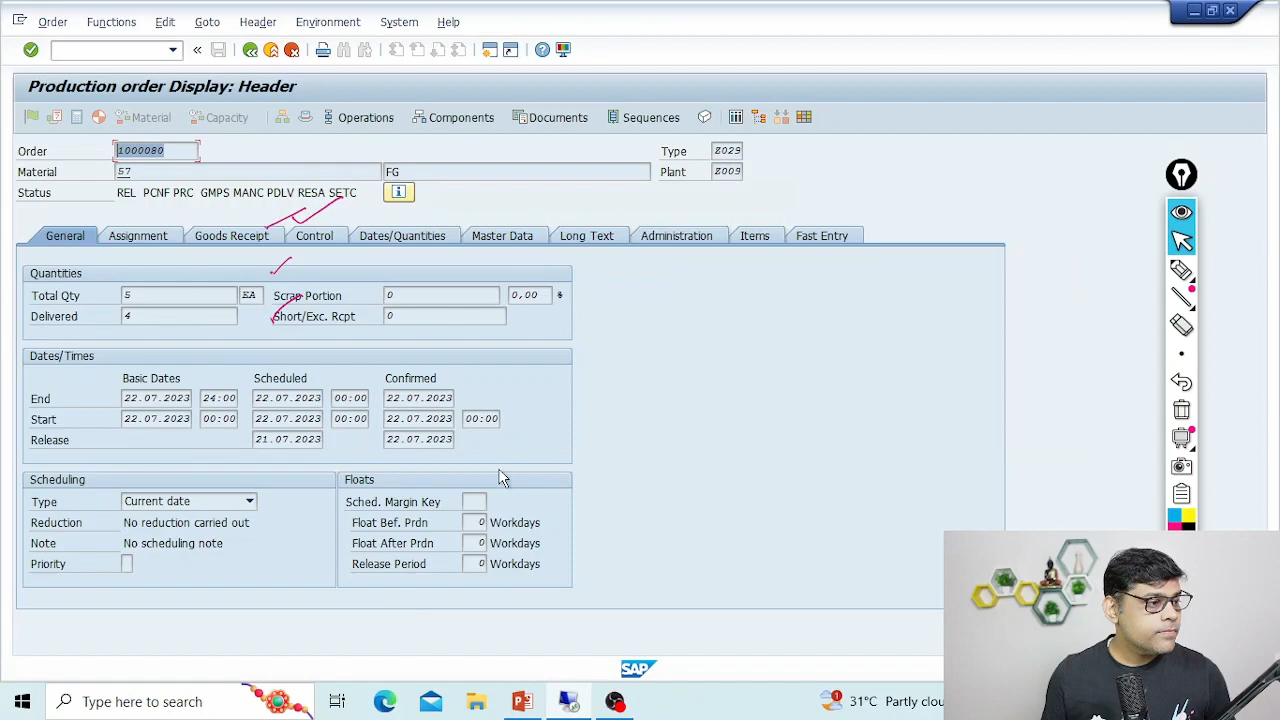 Order Functions Edit Goto Header Environment System Help
Production order Display: Header
Material Capacity Operations Components Documents Sequences
Order 1000080 Type Z029
Material 57 FG Plant Z009
Status REL PCNF PRC GMPS MANC PDLV RESA SETC
General Assignment Goods Receipt Control Dates/Quantities Master Data Long Text Administration Items Fast Entry
Quantities
Total Qty 5 EA Scrap Portion 0 0,00 %
Delivered 4 Short/Exc. Rcpt 0
Dates/Times
Basic Dates Scheduled Confirmed
End 22.07.2023 24:00 22.07.2023 00:00 22.07.2023
Start 22.07.2023 00:00 22.07.2023 00:00 22.07.2023 00:00
Release 21.07.2023 22.07.2023
Scheduling Floats
Type Current date Sched. Margin Key
Reduction No reduction carried out Float Bef. Prdn 0 Workdays
Note No scheduling note Float After Prdn 0 Workdays
Priority Release Period 0 Workdays
SAP
Type here to search 1 31°C Partly clou